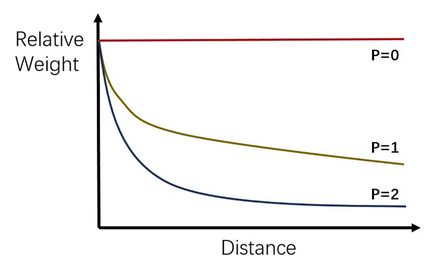 Relative
Weight
P=0
P=1
P=2
Distance